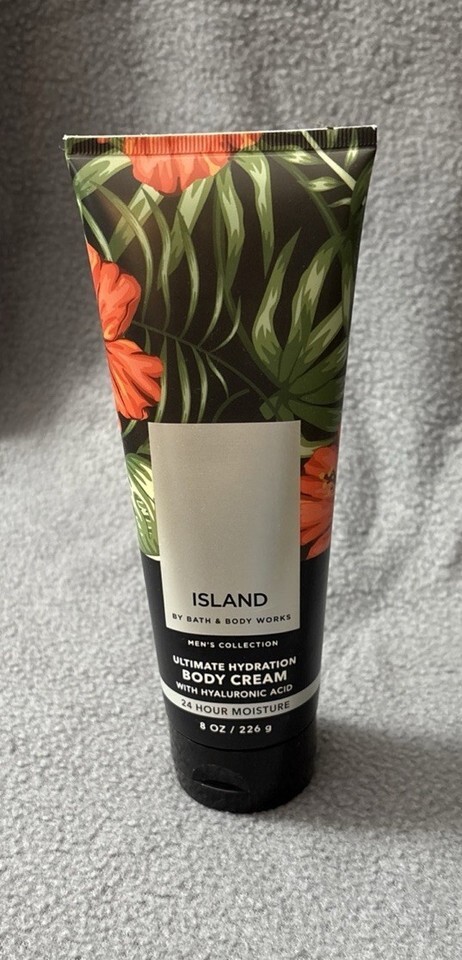 ISLAND
BY BATH & BODY WORKS
MEN'S COLLECTION
ULTIMATE HYDRATION
BODY CREAM
WITH HYALURONIC ACID
24 HOUR MOISTURE
8 OZ / 226 g